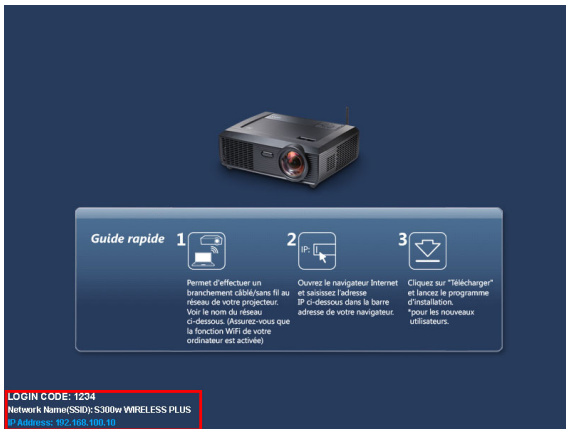 Guide rapide
1
Permet d'effectuer un
branchement câblé/sans fil au
réseau de votre projecteur.
Voir le nom du réseau
ci-dessous. (Assurez-vous que
la fonction WiFi de votre
ordinateur est activée)
2
IP:
Ouvrez le navigateur Internet
et saisissez l'adresse
IP ci-dessous dans la barre
adresse de votre navigateur.
3
Cliquez sur "Télécharger"
et lancez le programme
d'installation.
*pour les nouveaux
utilisateurs.
LOGIN CODE: 1234
Network Name(SSID): S300w WIRELESS PLUS
IP Address: 192.168.100.10